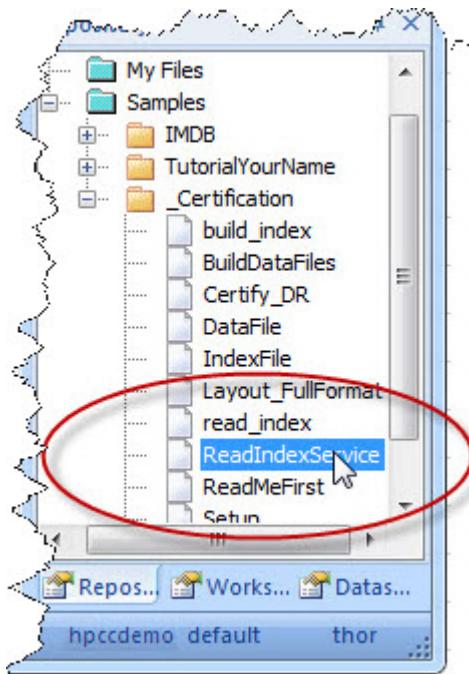 My Files
Samples
IMDB
TutorialYourName
_Certification
build_index
BuildDataFiles
Certify_DR
DataFile
IndexFile
Layout_FullFormat
read_index
ReadIndexService
ReadMeFirst
Setup
Repos... Works... Datas...
hpccdemo default thor